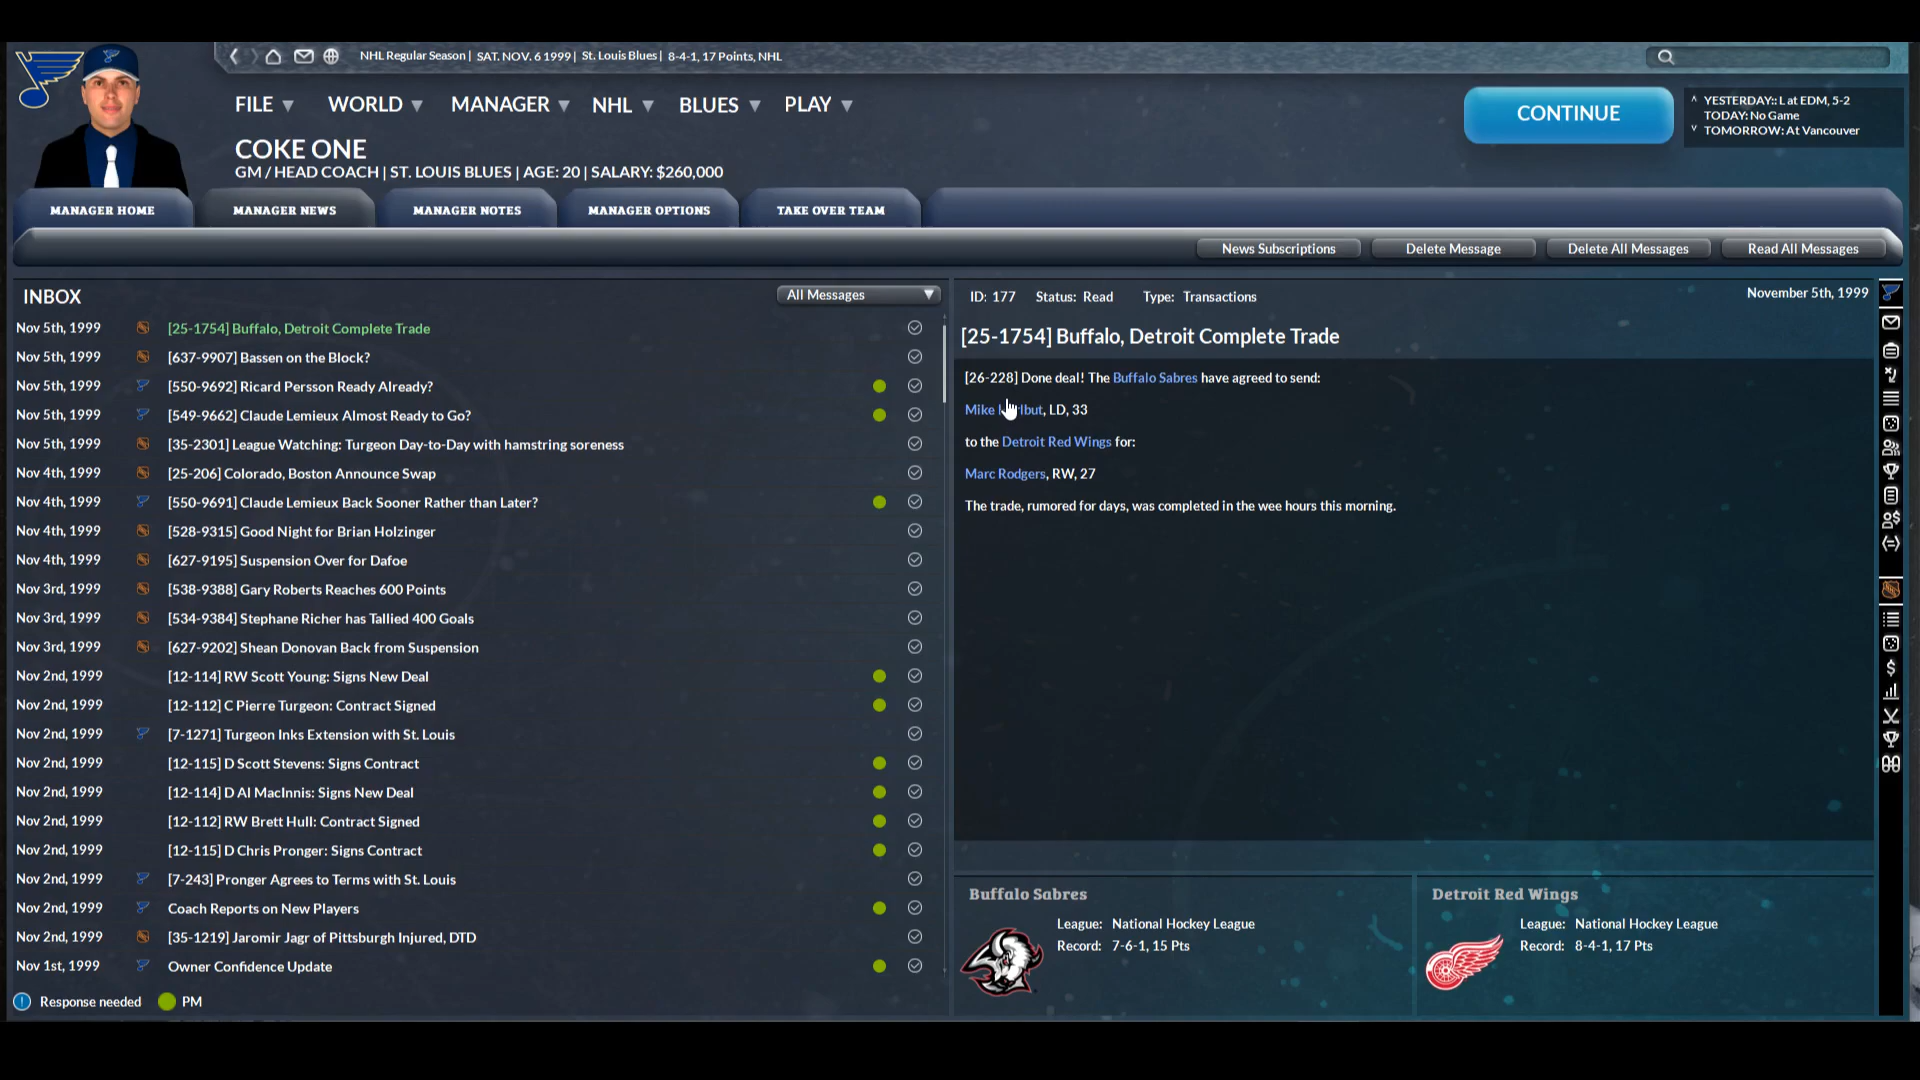 NHL Regular Season | SAT. NOV. 6 1999 | St. Louis Blues | 8-4-1, 17 Points, NHL
FILE WORLD MANAGER NHL BLUES PLAY
CONTINUE
YESTERDAY:: L at EDM, 5-2
TODAY: No Game
TOMORROW: At Vancouver
COKE ONE
GM / HEAD COACH | ST. LOUIS BLUES | AGE: 20 | SALARY: $260,000
MANAGER HOME MANAGER NEWS MANAGER NOTES MANAGER OPTIONS TAKE OVER TEAM
News Subscriptions Delete Message Delete All Messages Read All Messages
INBOX All Messages
Nov 5th, 1999 [25-1754] Buffalo, Detroit Complete Trade
Nov 5th, 1999 [637-9907] Bassen on the Block?
Nov 5th, 1999 [550-9692] Ricard Persson Ready Already?
Nov 5th, 1999 [549-9662] Claude Lemieux Almost Ready to Go?
Nov 5th, 1999 [35-2301] League Watching: Turgeon Day-to-Day with hamstring soreness
Nov 4th, 1999 [25-206] Colorado, Boston Announce Swap
Nov 4th, 1999 [550-9691] Claude Lemieux Back Sooner Rather than Later?
Nov 4th, 1999 [528-9315] Good Night for Brian Holzinger
Nov 4th, 1999 [627-9195] Suspension Over for Dafoe
Nov 3rd, 1999 [538-9388] Gary Roberts Reaches 600 Points
Nov 3rd, 1999 [534-9384] Stephane Richer has Tallied 400 Goals
Nov 3rd, 1999 [627-9202] Shean Donovan Back from Suspension
Nov 2nd, 1999 [12-114] RW Scott Young: Signs New Deal
Nov 2nd, 1999 [12-112] C Pierre Turgeon: Contract Signed
Nov 2nd, 1999 [7-1271] Turgeon Inks Extension with St. Louis
Nov 2nd, 1999 [12-115] D Scott Stevens: Signs Contract
Nov 2nd, 1999 [12-114] D Al MacInnis: Signs New Deal
Nov 2nd, 1999 [12-112] RW Brett Hull: Contract Signed
Nov 2nd, 1999 [12-115] D Chris Pronger: Signs Contract
Nov 2nd, 1999 [7-243] Pronger Agrees to Terms with St. Louis
Nov 2nd, 1999 Coach Reports on New Players
Nov 2nd, 1999 [35-1219] Jaromir Jagr of Pittsburgh Injured, DTD
Nov 1st, 1999 Owner Confidence Update
Response needed PM
ID: 177 Status: Read Type: Transactions November 5th, 1999
[25-1754] Buffalo, Detroit Complete Trade
[26-228] Done deal! The Buffalo Sabres have agreed to send:
Mike , LD, 33
to the Detroit Red Wings for:
Marc Rodgers, RW, 27
The trade, rumored for days, was completed in the wee hours this morning.
Buffalo Sabres
League: National Hockey League
Record: 7-6-1, 15 Pts
Detroit Red Wings
League: National Hockey League
Record: 8-4-1, 17 Pts